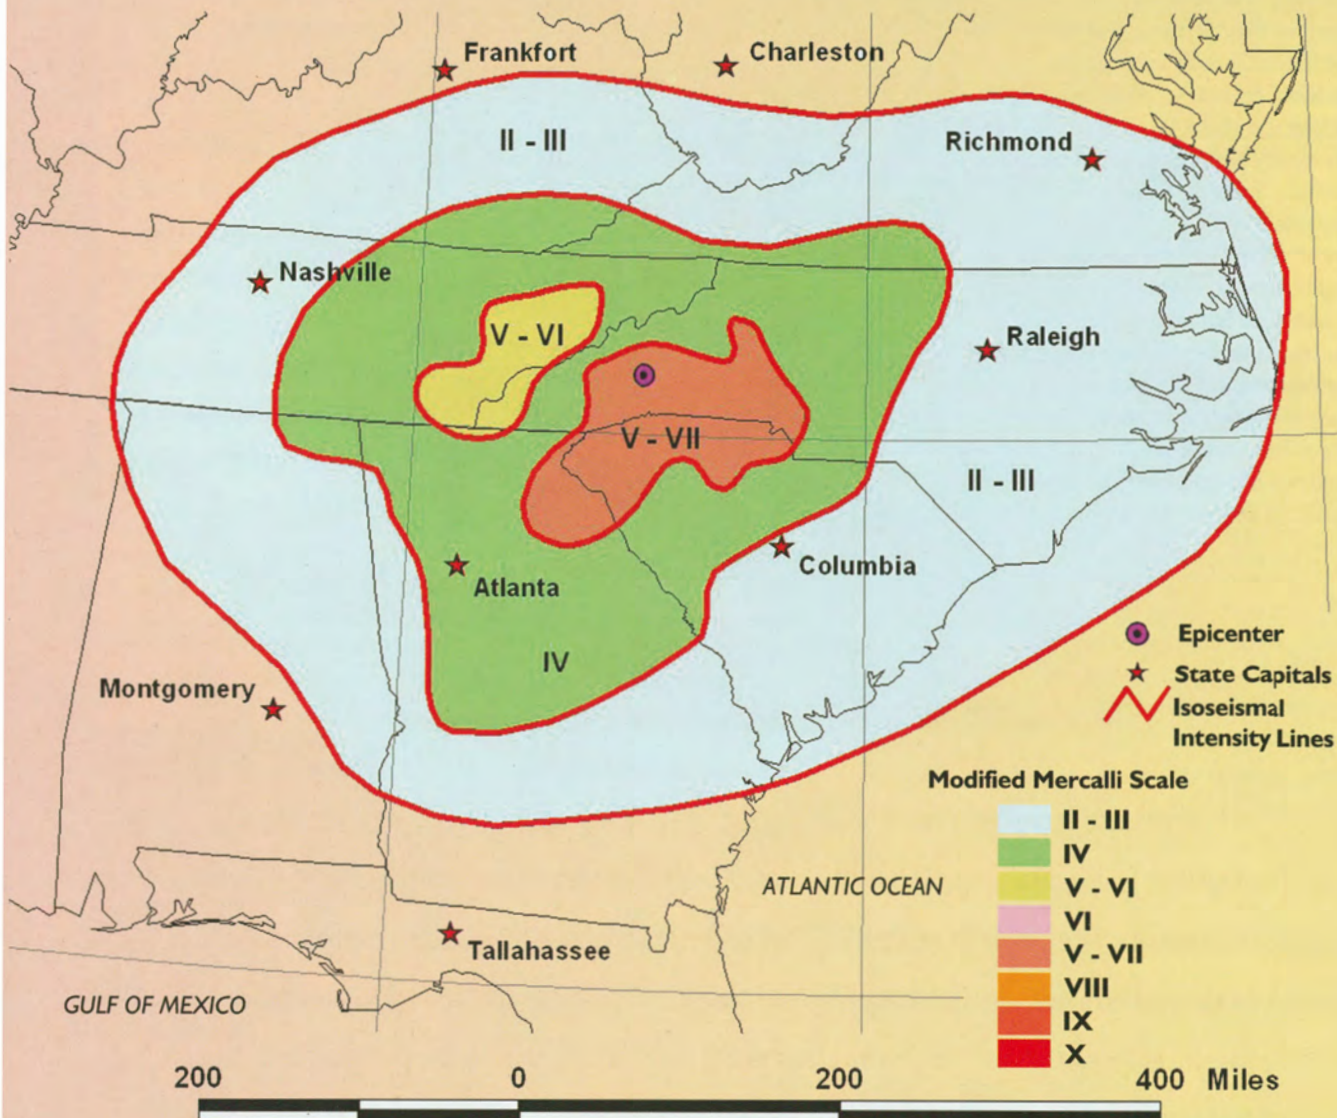 Frankfort
Charleston
II - III
Richmond
Nashville
V - VI
Raleigh
V - VII
II - III
Columbia
Atlanta
IV
Montgomery
Epicenter
State Capitals
Isoseismal
Intensity Lines
Modified Mercalli Scale
II - III
IV
V - VI
VI
V - VII
VIII
IX
X
ATLANTIC OCEAN
Tallahassee
GULF OF MEXICO
200 0 200 400 Miles